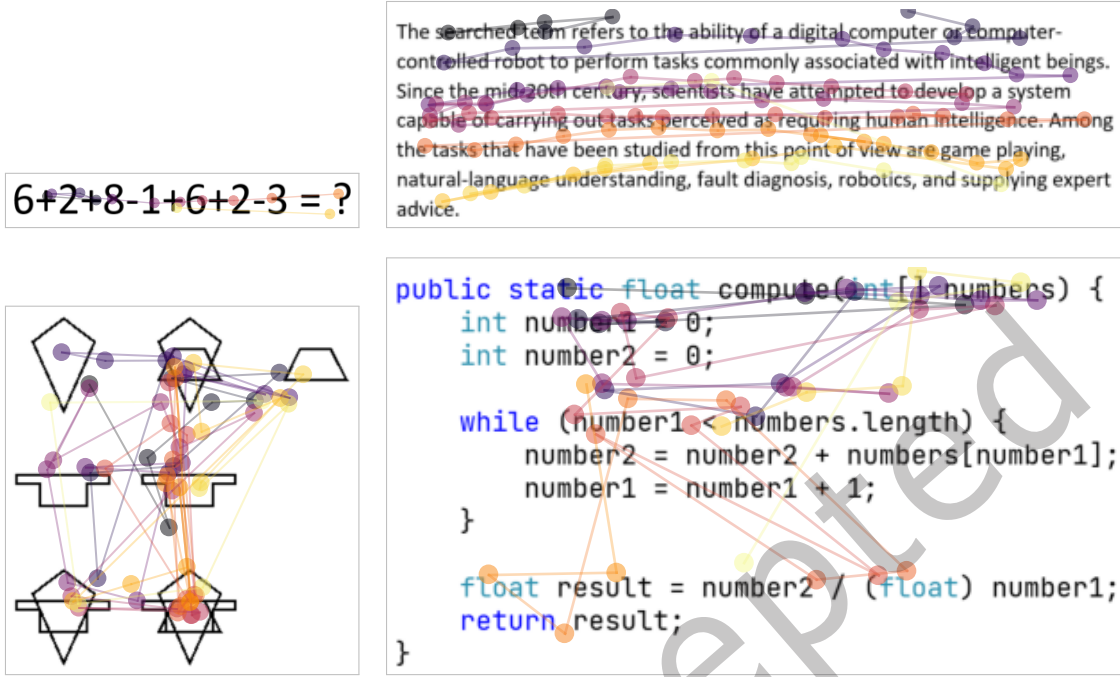 The searched term refers to the ability of a digital computer or computer-
controlled robot to perform tasks commonly associated with intelligent beings.
Since the mid-20th century, scientists have attempted to develop a system
capable of carrying out tasks perceived as requiring human intelligence. Among
the tasks that have been studied from this point of view are game playing,
natural-language understanding, fault diagnosis, robotics, and supplying expert
advice.
6+2+8-1+6+2-3 = ?
public static float compute(int[] numbers) {
int number1 = 0;
int number2 = 0;
while (number1 < numbers.length) {
number2 = number2 + numbers[number1];
number1 = number1 + 1;
}
float result = number2 / (float) number1;
return result;
}
epted